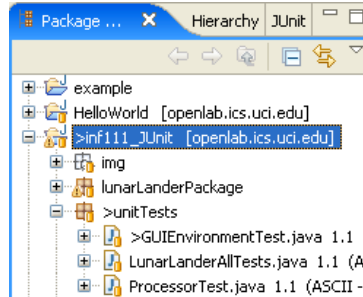 Package ... Hierarchy JUnit
example
HelloWorld [openlab.ics.uci.edu]
>inf111_JUnit [openlab.ics.uci.edu]
img
lunarLanderPackage
>unitTests
>GUIEnvironmentTest.java 1.1
LunarLanderAllTests.java 1.1 (A
ProcessorTest.java 1.1 (ASCII -